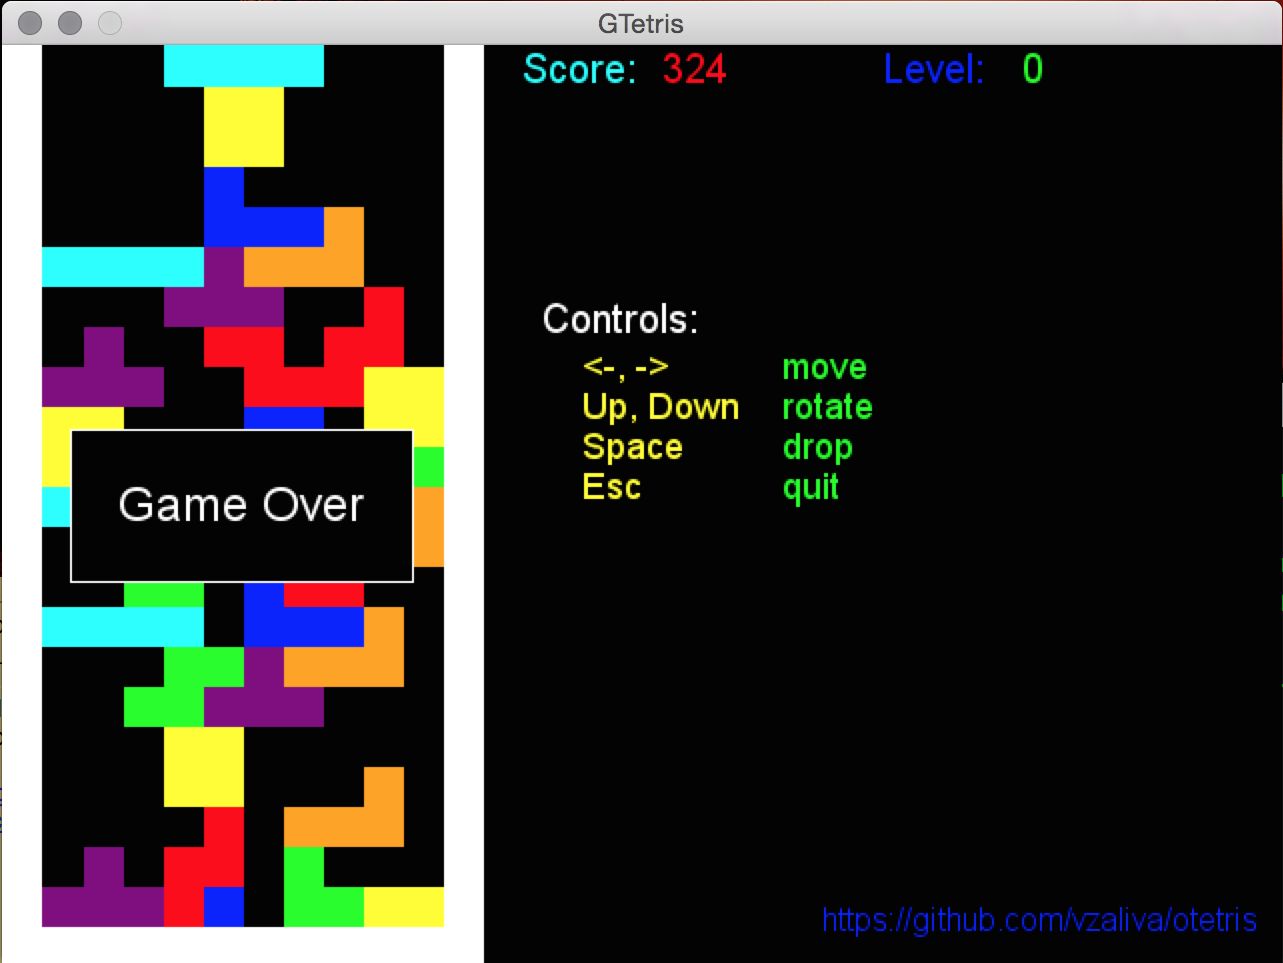 GTetris
Score: 324 Level: 0
Controls:
<-, -> move
Up, Down rotate
Space drop
Esc quit
Game Over
https://github.com/vzaliva/otetris